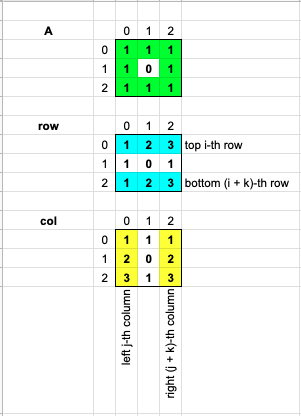 A 0 1 2
0 1 1 1
1 1 0 1
2 1 1 1
row 0 1 2
0 1 2 3 top i-th row
1 1 0 1
2 1 2 3 bottom (i + k)-th row
col 0 1 2
0 1 1 1
1 2 0 2
2 3 1 3
left j-th column
right (j + k)-th column